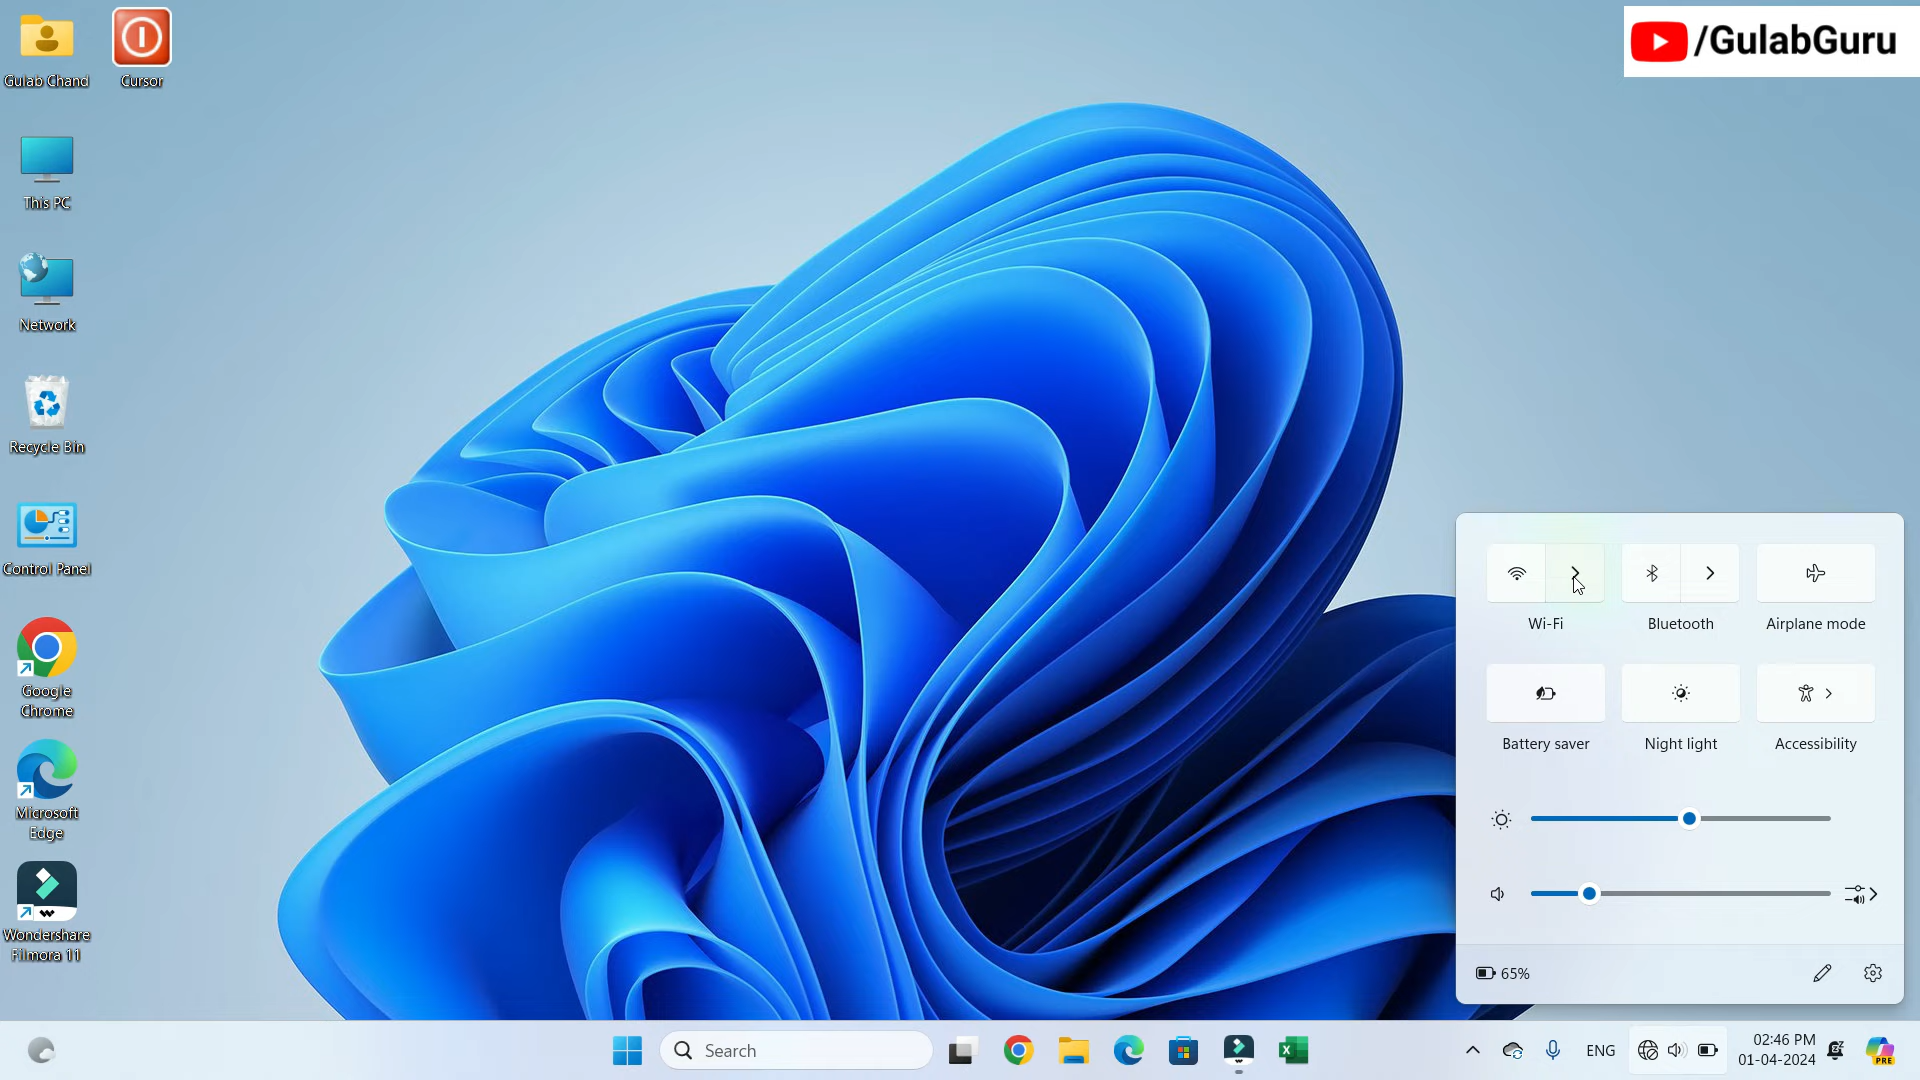 Gulab Chand
Cursor
/GulabGuru
This PC
Network
Recycle Bin
Control Panel
Google
Chrome
Microsoft
Edge
Wondershare
Filmora 11
Wi-Fi
Bluetooth
Airplane mode
Battery saver
Night light
Accessibility
65%
Search
ENG
02:46 PM
01-04-2024
PRE